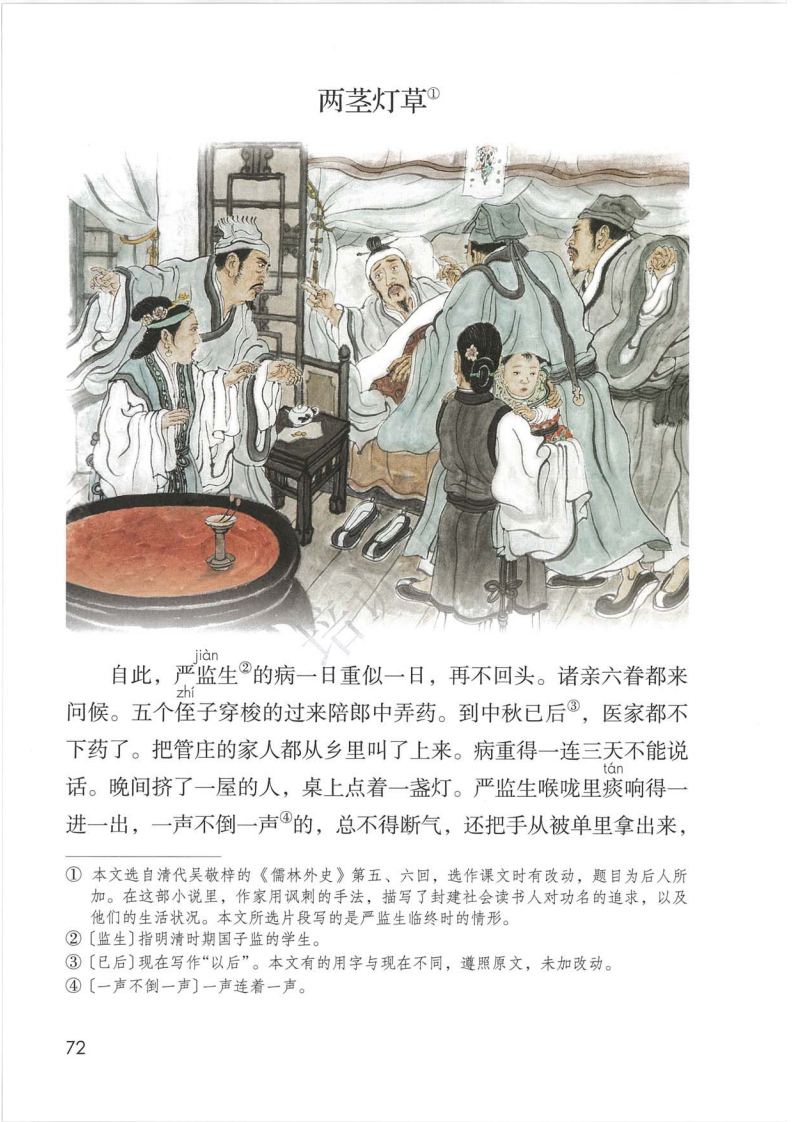 两茎灯草①
自此，严监生②的病一日重似一日，再不回头。诸亲六眷都来
jiàn
问候。五个侄子穿梭的过来陪郎中弄药。到中秋已后③，医家都不
zhí
下药了。把管庄的家人都从乡里叫了上来。病重得一连三天不能说
话。晚间挤了一屋的人，桌上点着一盏灯。严监生喉咙里痰响得一
tán
进一出，一声不倒一声④的，总不得断气，还把手从被单里拿出来，
① 本文选自清代吴敬梓的《儒林外史》第五、六回，选作课文时有改动，题目为后人所
加。在这部小说里，作家用讽刺的手法，描写了封建社会读书人对功名的追求，以及
他们的生活状况。本文所选片段写的是严监生临终时的情形。
② 〔监生〕指明清时期国子监的学生。
③ 〔已后〕现在写作“以后”。本文有的用字与现在不同，遵照原文，未加改动。
④ 〔一声不倒一声〕一声连着一声。
72